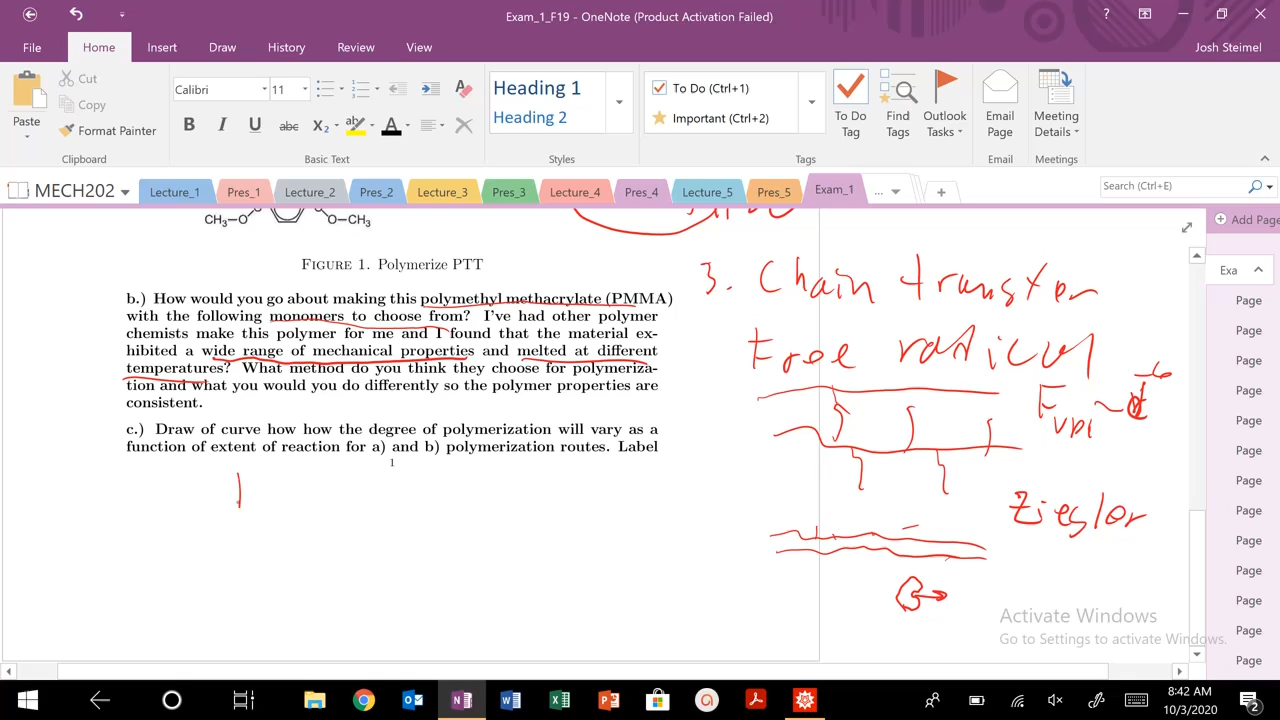 Exam_1_F19 - OneNote (Product Activation Failed)
File Home Insert Draw History Review View Josh Steimel
Paste Cut Copy Format Painter Clipboard
Calibri 11
B I U abc X₂ A Basic Text
Heading 1
Heading 2
Styles
To Do (Ctrl+1)
Important (Ctrl+2)
To Do Tag
Find Tags
Outlook Tasks
Tags
Email Page
Email
Meeting Details
Meetings
MECH202 Lecture_1 Pres_1 Lecture_2 Pres_2 Lecture_3 Pres_3 Lecture_4 Pres_4 Lecture_5 Pres_5 Exam_1 ... Search (Ctrl+E)
Add Page
CH₃—O O—CH₃
FIGURE 1. Polymerize PTT
b.) How would you go about making this polymethyl methacrylate (PMMA)
with the following monomers to choose from? I've had other polymer
chemists make this polymer for me and I found that the material ex-
hibited a wide range of mechanical properties and melted at different
temperatures? What method do you think they choose for polymeriza-
tion and what you would you do differently so the polymer properties are
consistent.
c.) Draw of curve how how the degree of polymerization will vary as a
function of extent of reaction for a) and b) polymerization routes. Label
1
3. Chain transfer
Free radical
Ziegler
Exa
Page
Page
Page
Page
Page
Page
Page
Page
Page
Page
Page
Page
Page
Activate Windows
Go to Settings to activate Windows.
8:42 AM
10/3/2020
2